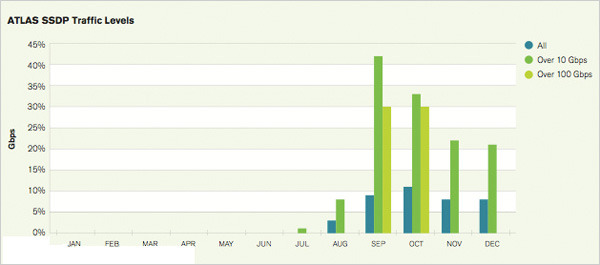 ATLAS SSDP Traffic Levels
45%
40%
35%
30%
25%
20%
15%
10%
5%
0%
Gbps
JAN FEB MAR APR MAY JUN JUL AUG SEP OCT NOV DEC
All
Over 10 Gbps
Over 100 Gbps